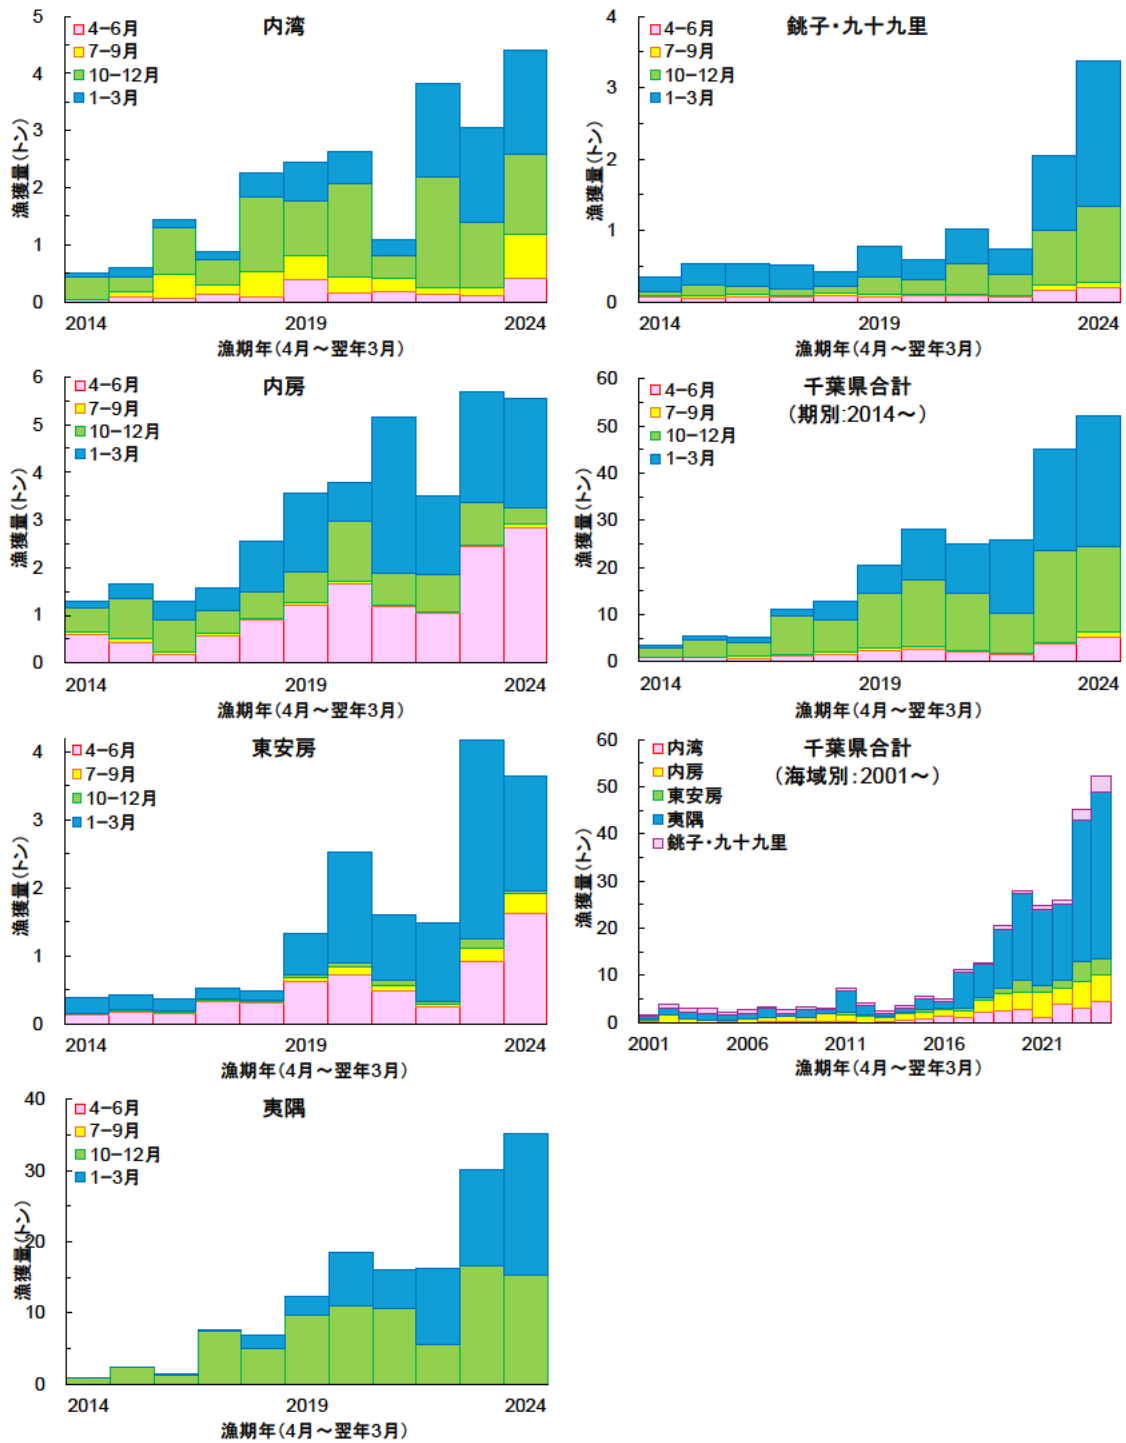 内湾
4−6月
7−9月
10−12月
1−3月
5
4
3
2
1
0
漁獲量(トン)
2014 2019 2024
漁期年(4月～翌年3月)
銚子・九十九里
4−6月
7−9月
10−12月
1−3月
4
3
2
1
0
漁獲量(トン)
2014 2019 2024
漁期年(4月～翌年3月)
内房
4−6月
7−9月
10−12月
1−3月
6
5
4
3
2
1
0
漁獲量(トン)
2014 2019 2024
漁期年(4月～翌年3月)
千葉県合計
(期別:2014～)
4−6月
7−9月
10−12月
1−3月
60
50
40
30
20
10
0
漁獲量(トン)
2014 2019 2024
漁期年(4月～翌年3月)
東安房
4−6月
7−9月
10−12月
1−3月
4
3
2
1
0
漁獲量(トン)
2014 2019 2024
漁期年(4月～翌年3月)
千葉県合計
(海域別:2001～)
内湾
内房
東安房
夷隅
銚子・九十九里
60
50
40
30
20
10
0
漁獲量(トン)
2001 2006 2011 2016 2021
漁期年(4月～翌年3月)
夷隅
4−6月
7−9月
10−12月
1−3月
40
30
20
10
0
漁獲量(トン)
2014 2019 2024
漁期年(4月～翌年3月)